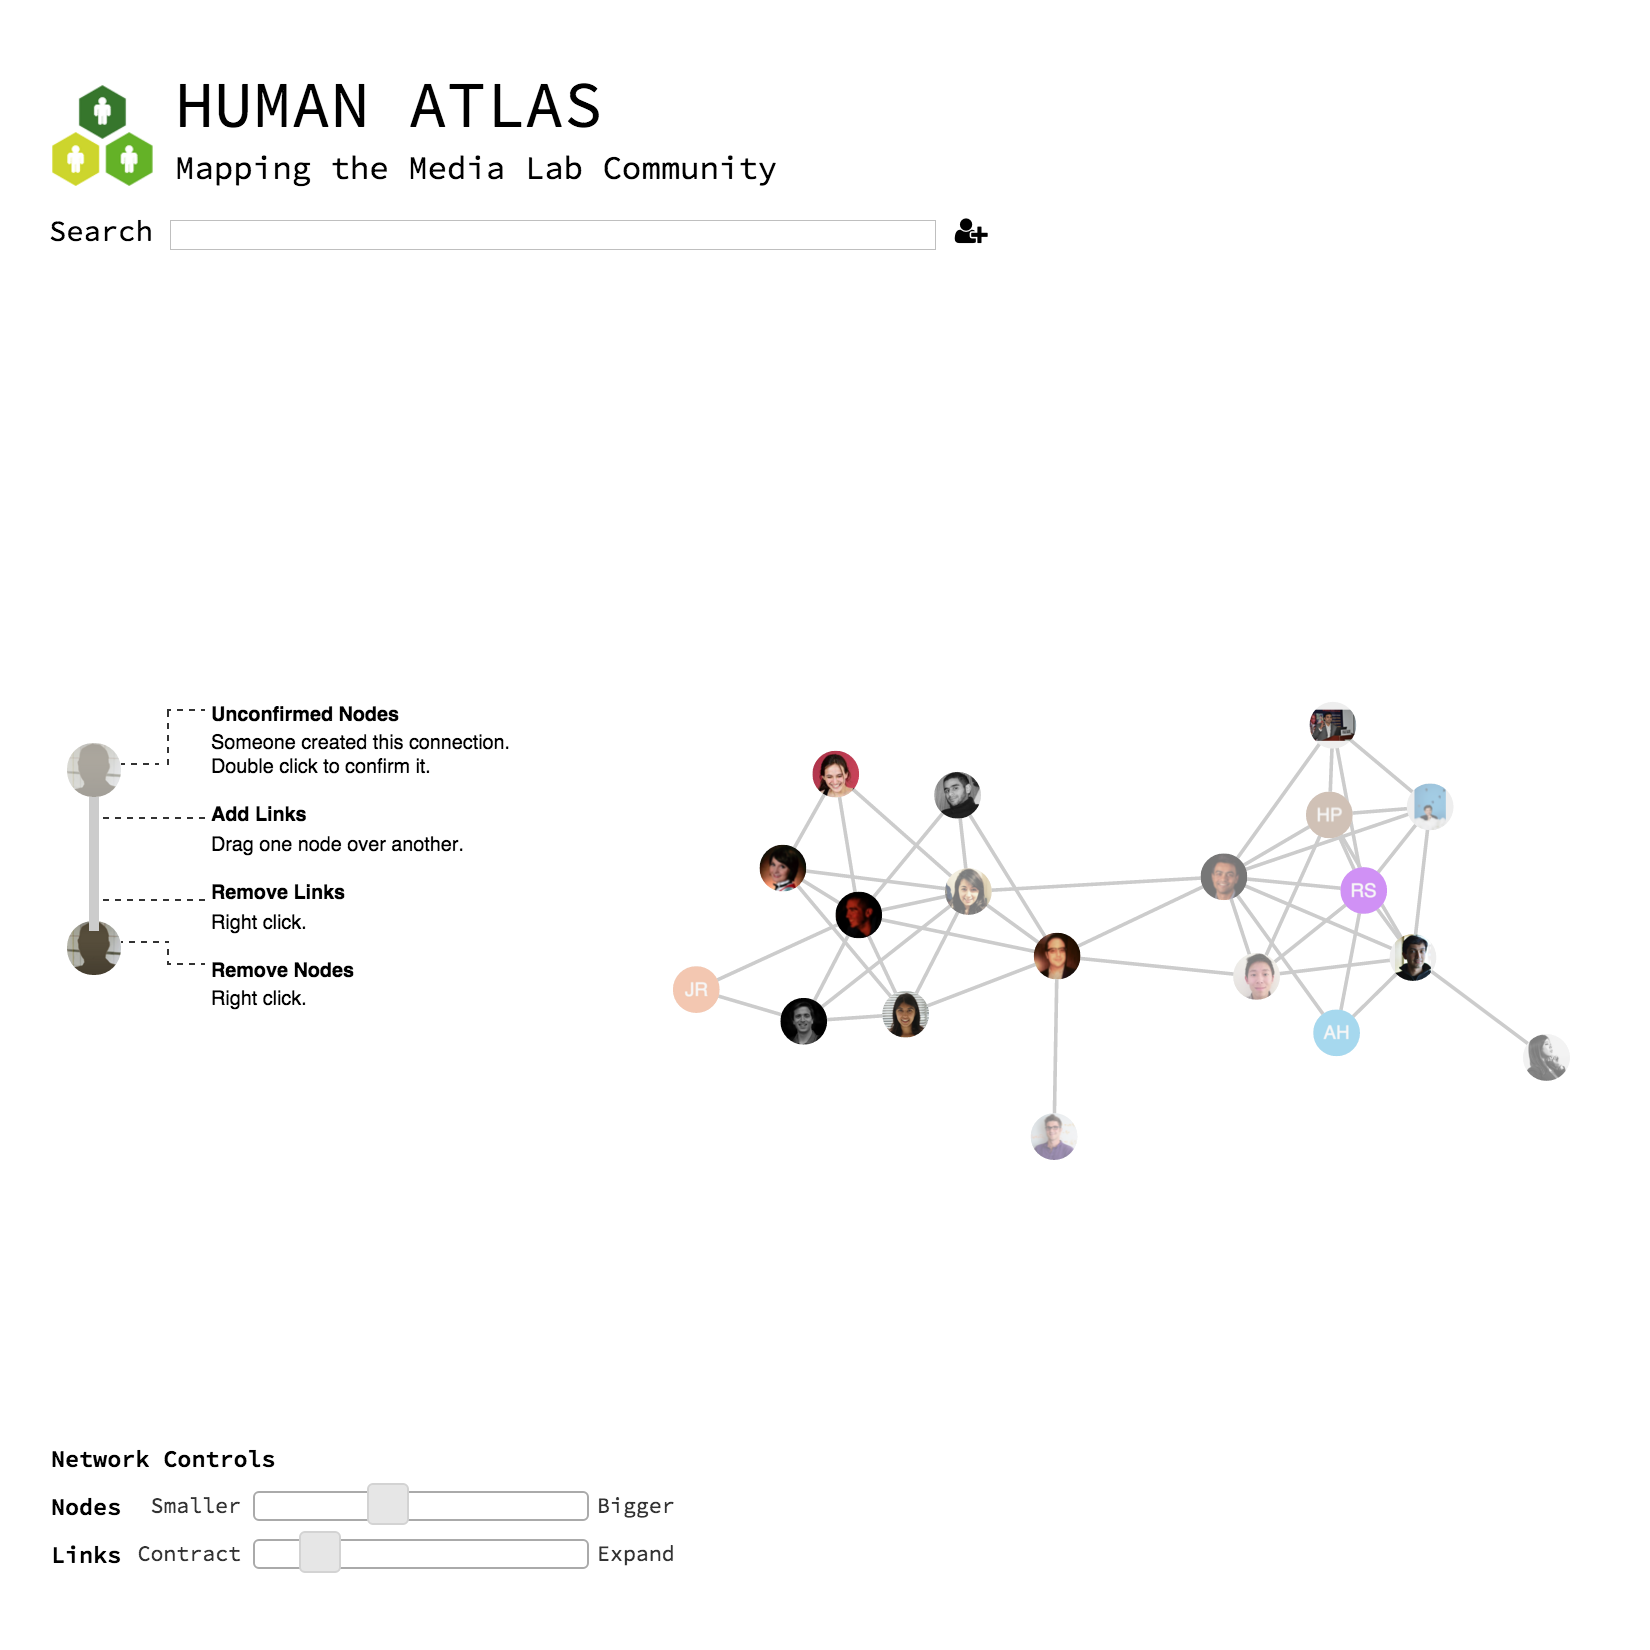 HUMAN ATLAS
Mapping the Media Lab Community
Search
Unconfirmed Nodes
Someone created this connection.
Double click to confirm it.
Add Links
Drag one node over another.
Remove Links
Right click.
Remove Nodes
Right click.
HP
RS
JR
AH
Network Controls
Nodes Smaller Bigger
Links Contract Expand